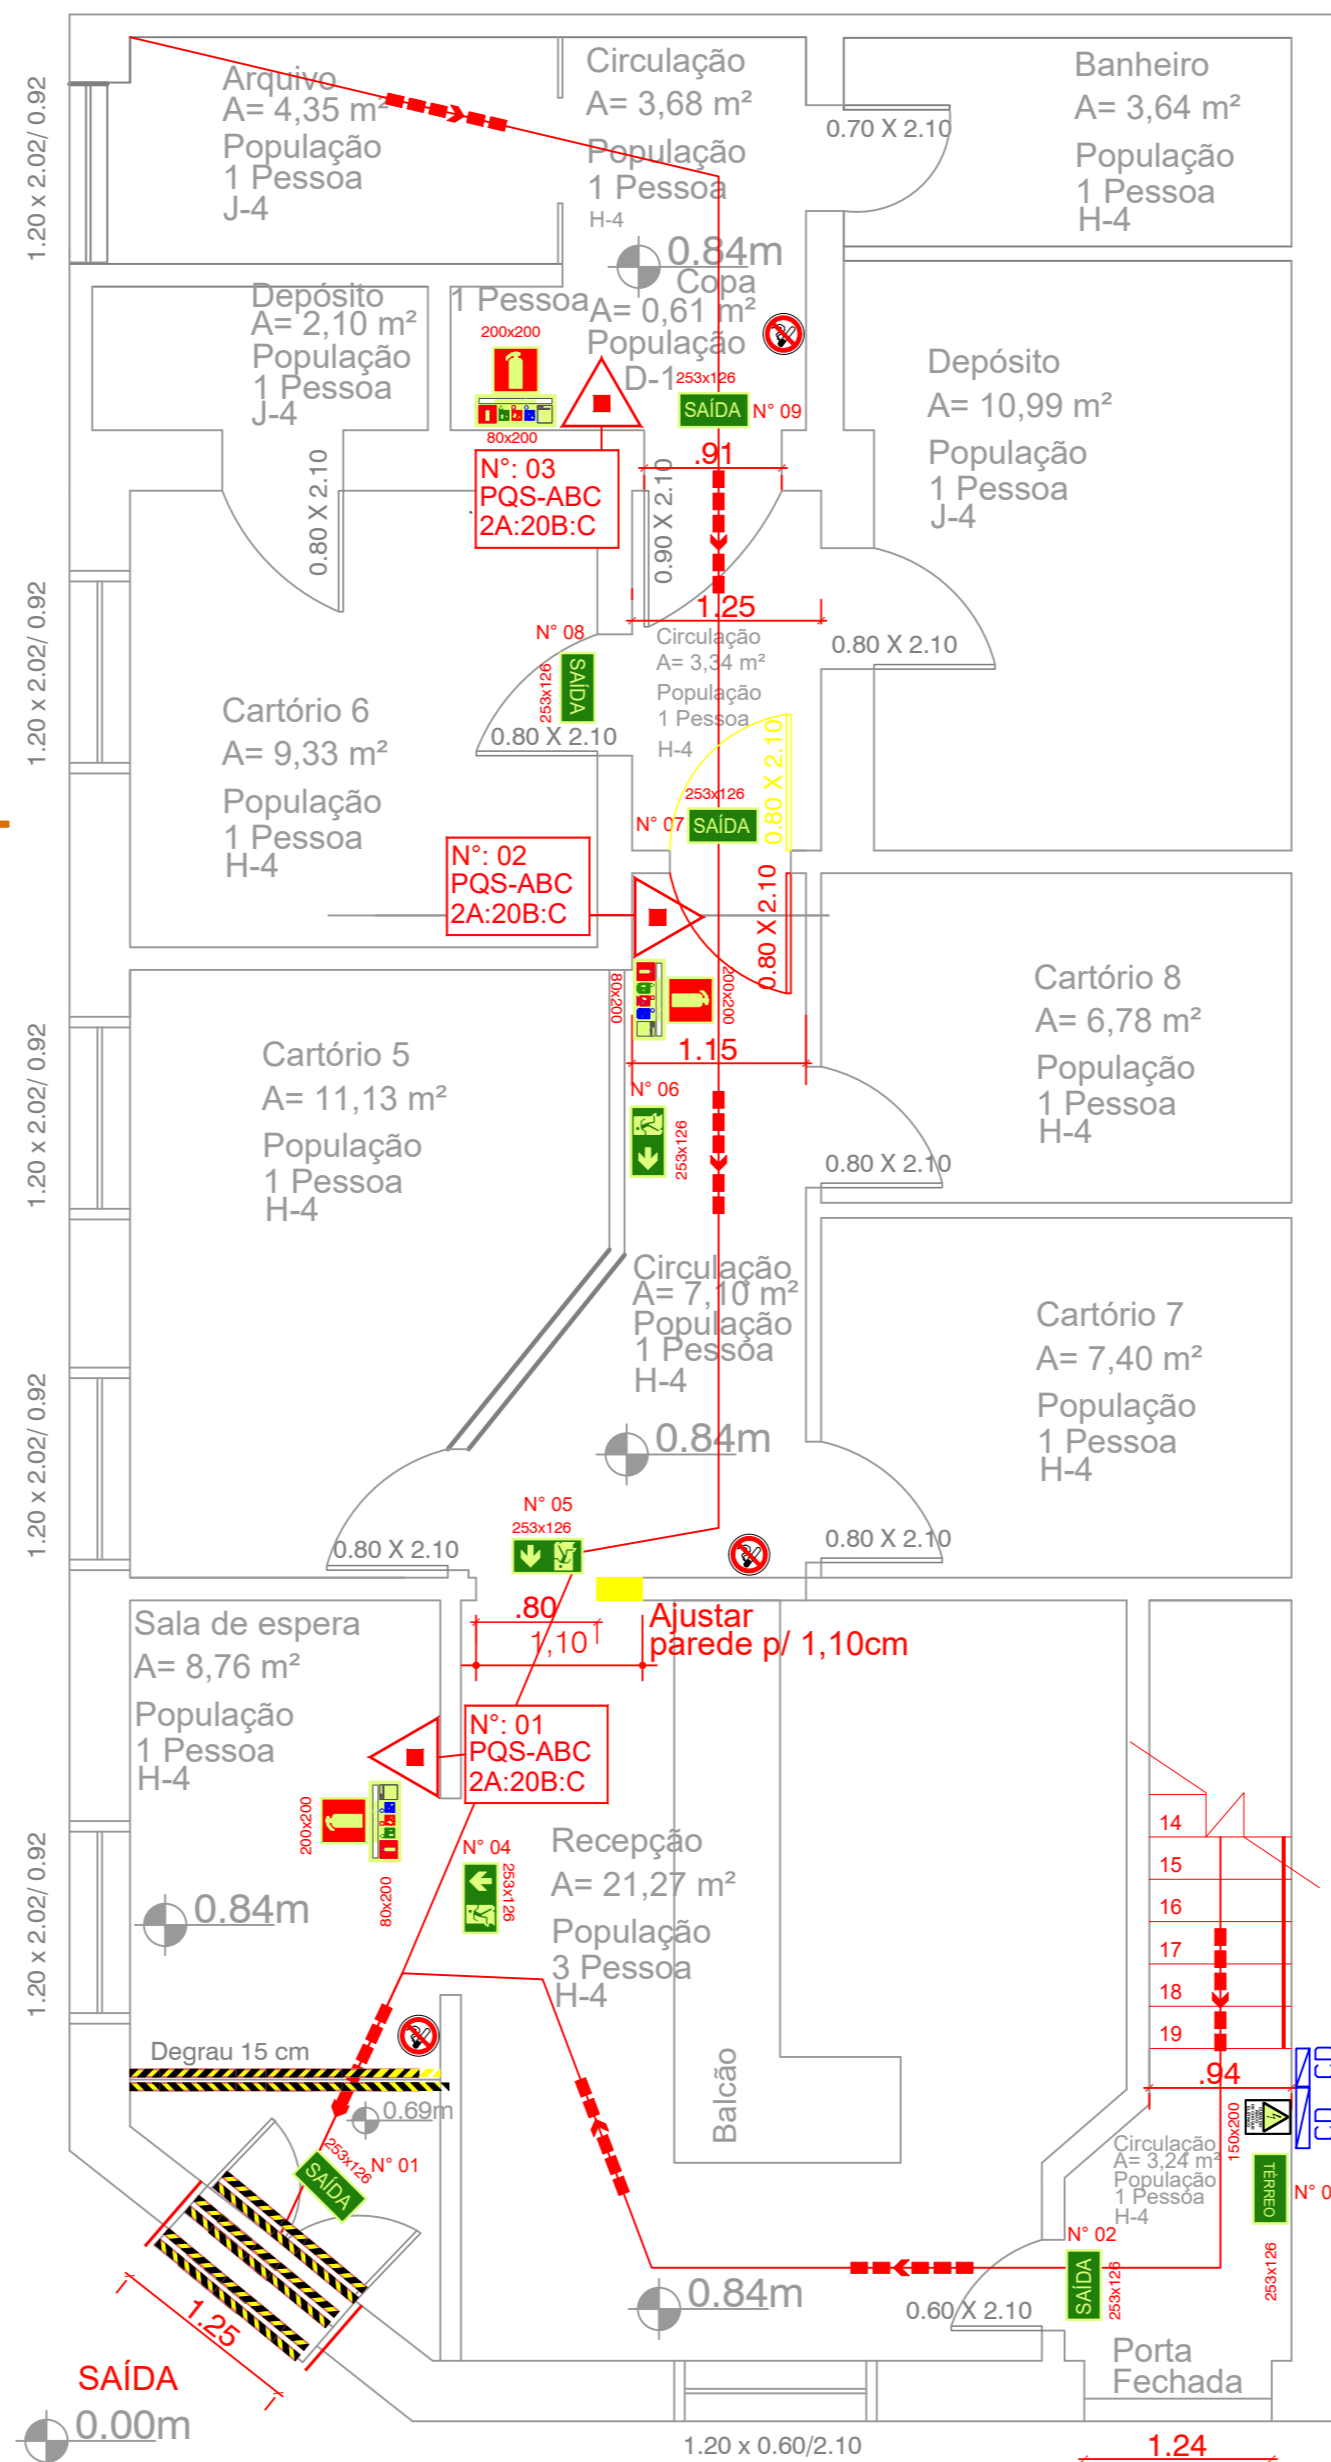 1.20 x 2.02/ 0.92
Arquivo
A= 4,35 m²
População
1 Pessoa
J-4
Circulação
A= 3,68 m²
População
1 Pessoa
H-4
0.70 X 2.10
Banheiro
A= 3,64 m²
População
1 Pessoa
H-4
0.84m
Depósito
A= 2,10 m²
População
1 Pessoa
J-4
1 Pessoa
Copa
A= 0,61 m²
População
D-1
200x200
80x200
253x126
SAÍDA
N° 09
Depósito
A= 10,99 m²
População
1 Pessoa
J-4
N°: 03
PQS-ABC
2A:20B:C
.91
0.80 X 2.10
0.90 X 2.10
1.25
1.20 x 2.02/ 0.92
N° 08
SAÍDA
253x126
0.80 X 2.10
Circulação
A= 3,34 m²
População
1 Pessoa
H-4
0.80 X 2.10
Cartório 6
A= 9,33 m²
População
1 Pessoa
H-4
0.80 X 2.10
253x126
N° 07
SAÍDA
N°: 02
PQS-ABC
2A:20B:C
0.80 X 2.10
80x200
200x200
1.15
Cartório 8
A= 6,78 m²
População
1 Pessoa
H-4
1.20 x 2.02/ 0.92
Cartório 5
A= 11,13 m²
População
1 Pessoa
H-4
N° 06
253x126
0.80 X 2.10
Circulação
A= 7,10 m²
População
1 Pessoa
H-4
0.84m
Cartório 7
A= 7,40 m²
População
1 Pessoa
H-4
1.20 x 2.02/ 0.92
N° 05
253x126
0.80 X 2.10
0.80 X 2.10
.80
1,10
Ajustar
parede p/ 1,10cm
Sala de espera
A= 8,76 m²
População
1 Pessoa
H-4
N°: 01
PQS-ABC
2A:20B:C
200x200
80x200
N° 04
253x126
Recepção
A= 21,27 m²
População
3 Pessoa
H-4
0.84m
1.20 x 2.02/ 0.92
14
15
16
17
18
19
Degrau 15 cm
0.69m
Balcão
.94
CD
CD
150x200
Circulação
A= 3,24 m²
População
1 Pessoa
H-4
253x126
SAÍDA
N° 01
TÉRREO
N° 0
253x126
N° 02
SAÍDA
253x126
0.60 X 2.10
0.84m
1.25
SAÍDA
0.00m
Porta
Fechada
1.20 x 0.60/2.10
1.24